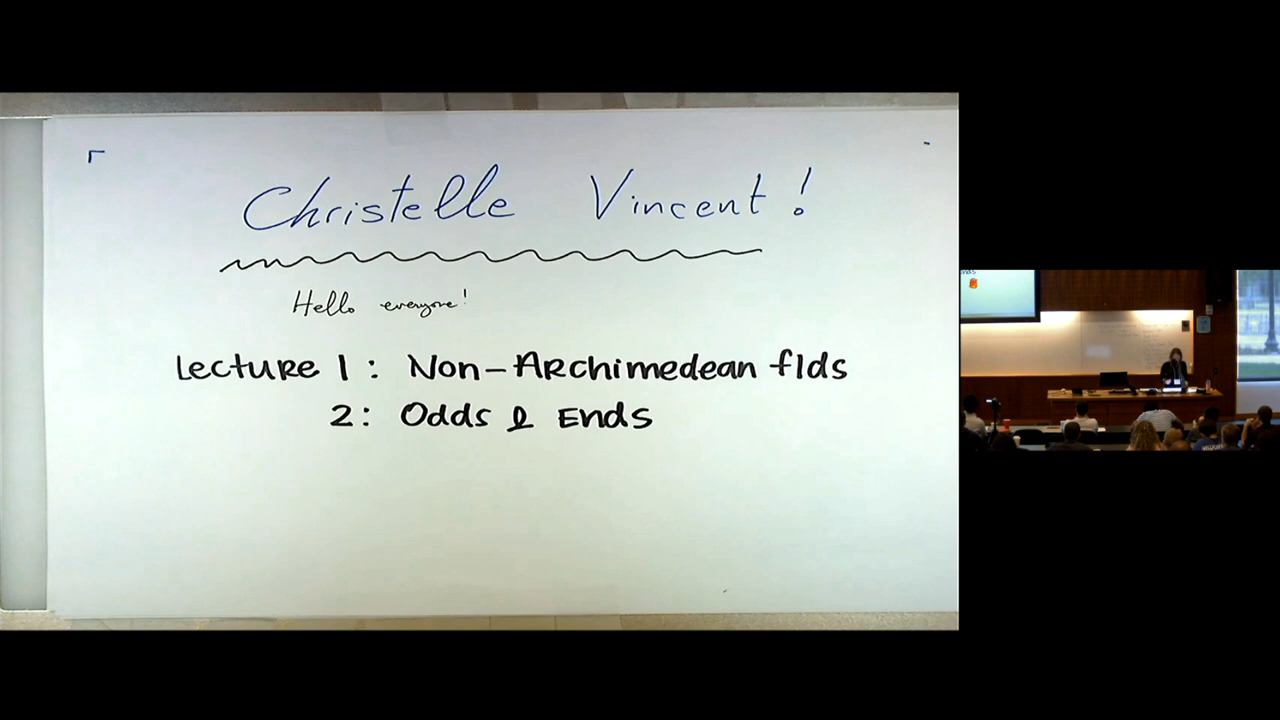 Christelle Vincent!
Hello everyone!
Lecture 1: Non-Archimedean flds
2: Odds & Ends